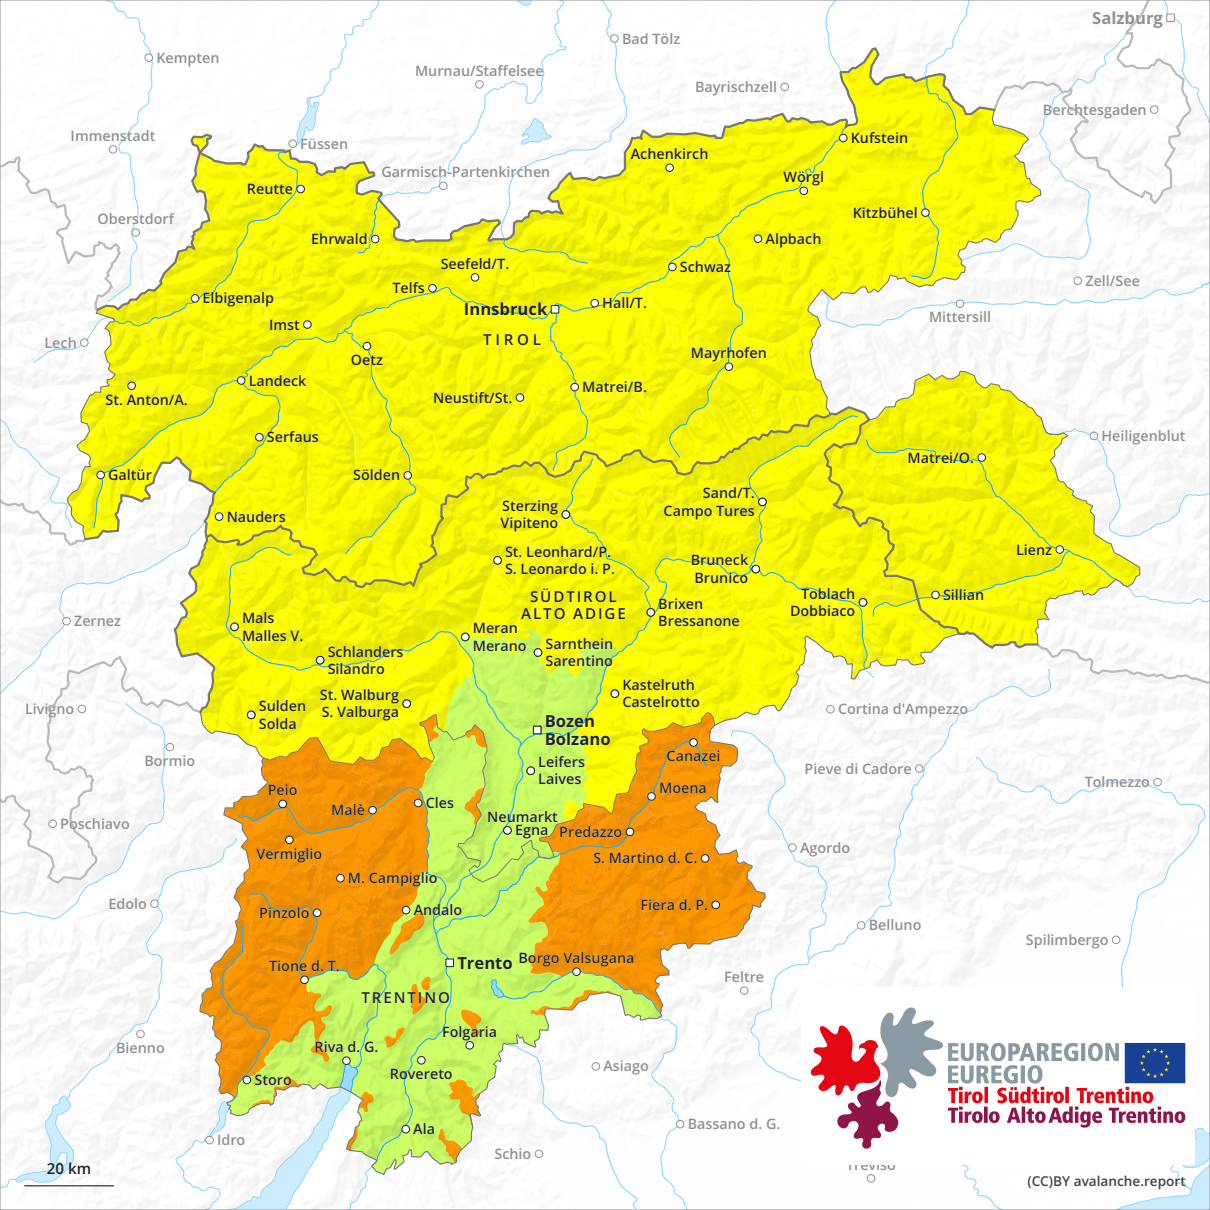 Salzburg
Bad Tölz
Kempten
Murnau/Staffelsee
Bayrischzell
Berchtesgaden
Immenstadt
Füssen
Kufstein
Achenkirch
Garmisch-Partenkirchen
Wörgl
Reutte
Oberstdorf
Kitzbühel
Ehrwald
Alpbach
Seefeld/T.
Schwaz
Zell/See
Telfs
Elbigenalp
Hall/T.
Innsbruck
Mittersill
Imst
TIROL
Lech
Oetz
Mayrhofen
Landeck
Matrei/B.
St. Anton/A.
Neustift/St.
Serfaus
Heiligenblut
Matrei/O.
Galtür
Sölden
Sand/T.
Campo Tures
Sterzing
Vipiteno
Nauders
St. Leonhard/P.
S. Leonardo i. P.
Lienz
Bruneck
Brunico
SÜDTIROL
ALTO ADIGE
Toblach
Dobbiaco
Sillian
Brixen
Bressanone
Zernez
Mals
Malles V.
Meran
Merano
Sarnthein
Sarentino
Schlanders
Silandro
Kastelruth
Castelrotto
St. Walburg
S. Valburga
Livigno
Sulden
Solda
Cortina d'Ampezzo
Bozen
Bolzano
Bormio
Canazei
Leifers
Laives
Pieve di Cadore
Tolmezzo
Peio
Moena
Malè
Cles
Neumarkt
Egna
Poschiavo
Predazzo
Vermiglio
S. Martino d. C.
Agordo
M. Campiglio
Edolo
Pinzolo
Andalo
Fiera d. P.
Belluno
Spilimbergo
Trento
Borgo Valsugana
Tione d. T.
Feltre
TRENTINO
Folgaria
Bienno
Riva d. G.
EUROPAREGION
EUREGIO
Asiago
Rovereto
Storo
Tirol Südtirol Trentino
Tirolo Alto Adige Trentino
Bassano d. G.
Ala
Idro
Schio
Treviso
20 km
(CC)BY avalanche.report